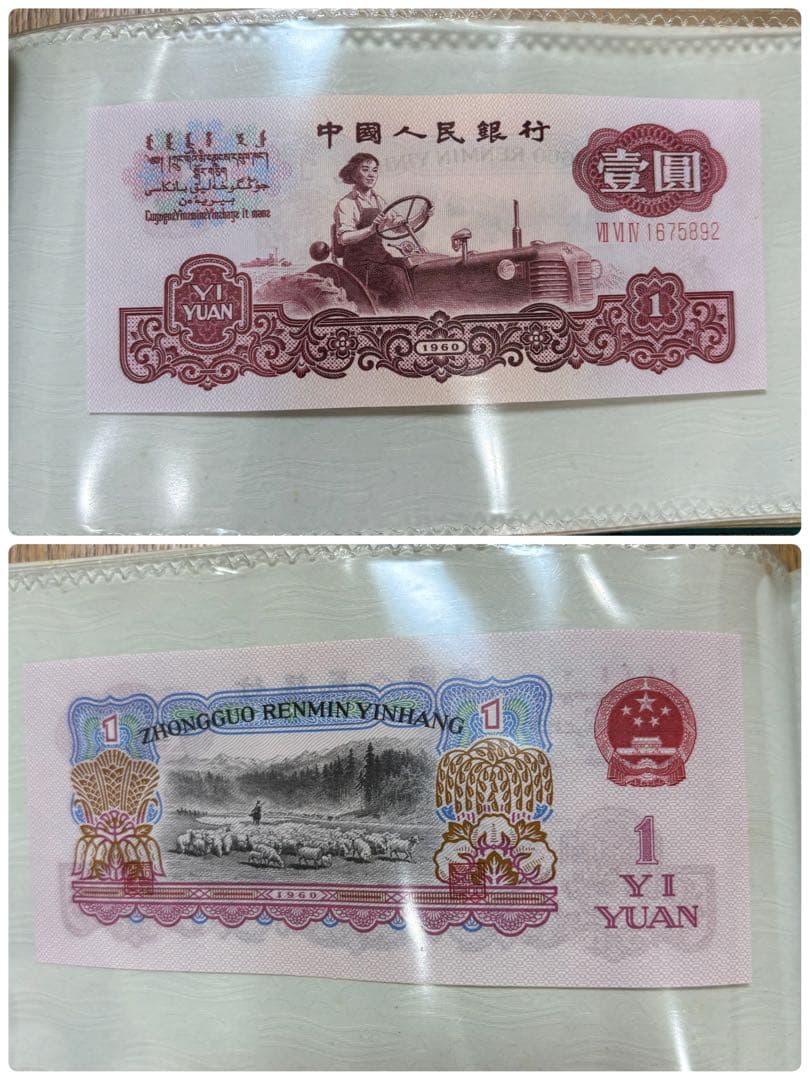 中國人民銀行
壹圓
Ⅶ Ⅵ Ⅳ 1675892
YI
YUAN
1
1960
ZHONGGUO RENMIN YINHANG
1
1
1960
1
YI
YUAN